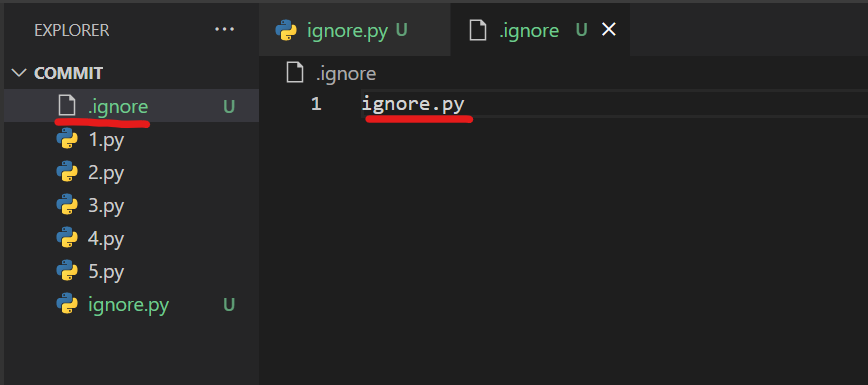 EXPLORER ···
ignore.py U
.ignore U
COMMIT
.ignore
.ignore U
1 ignore.py
1.py
2.py
3.py
4.py
5.py
ignore.py U